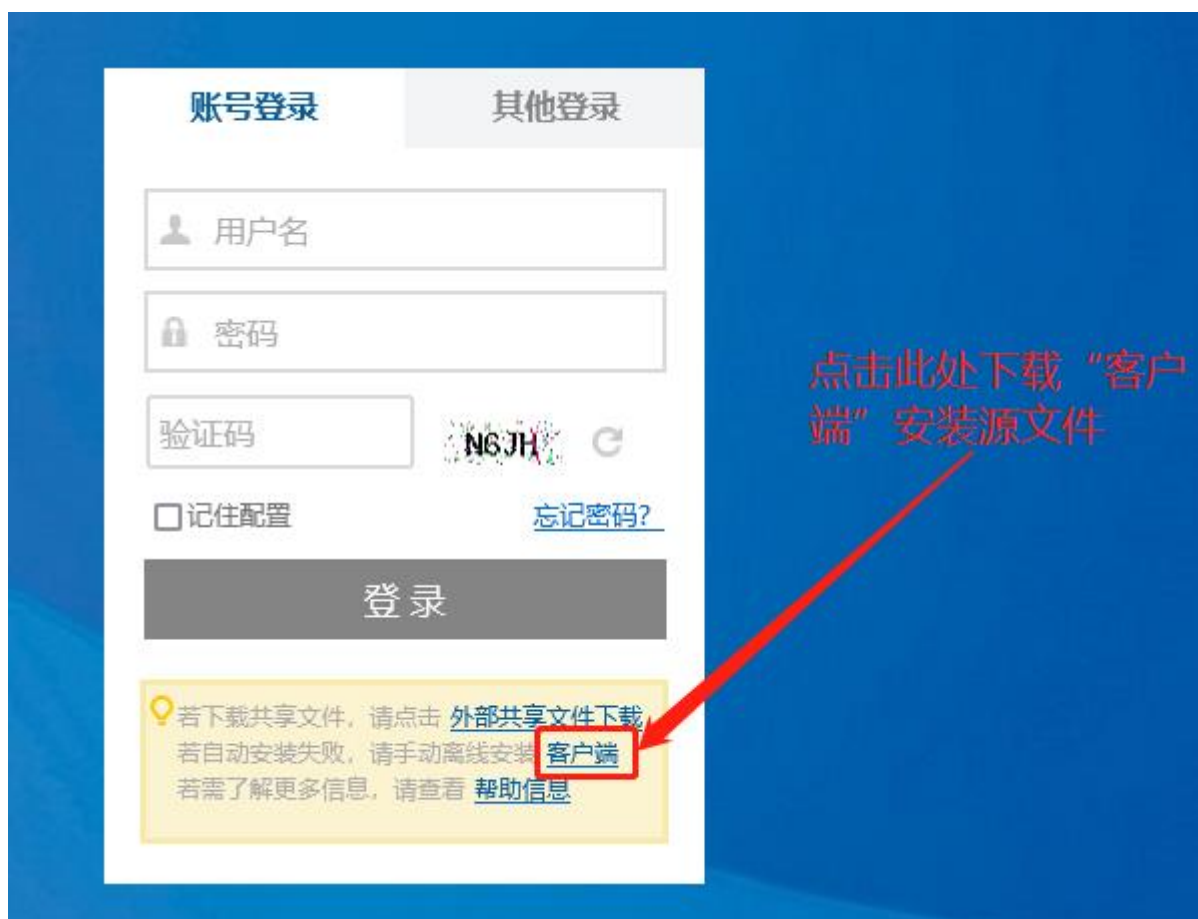 账号登录
其他登录
用户名
密码
验证码
N6JH
记住配置
忘记密码?
登录
若下载共享文件，请点击 外部共享文件下载
若自动安装失败，请手动离线安装 客户端
若需了解更多信息，请查看 帮助信息
点击此处下载“客户
端”安装源文件